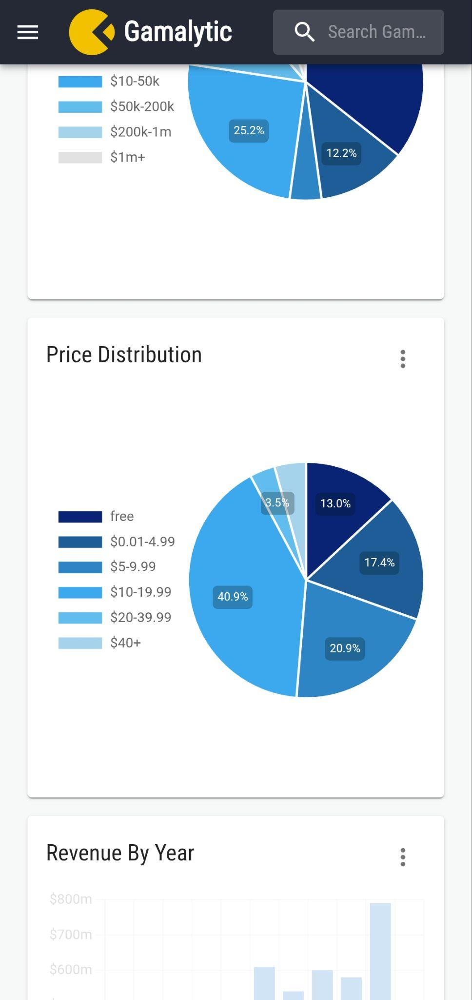 Gamalytic
Search Gam...
$10-50k
$50k-200k
$200k-1m
$1m+
25.2%
12.2%
Price Distribution
free
$0.01-4.99
$5-9.99
$10-19.99
$20-39.99
$40+
3.5%
13.0%
17.4%
40.9%
20.9%
Revenue By Year
$800m
$700m
$600m